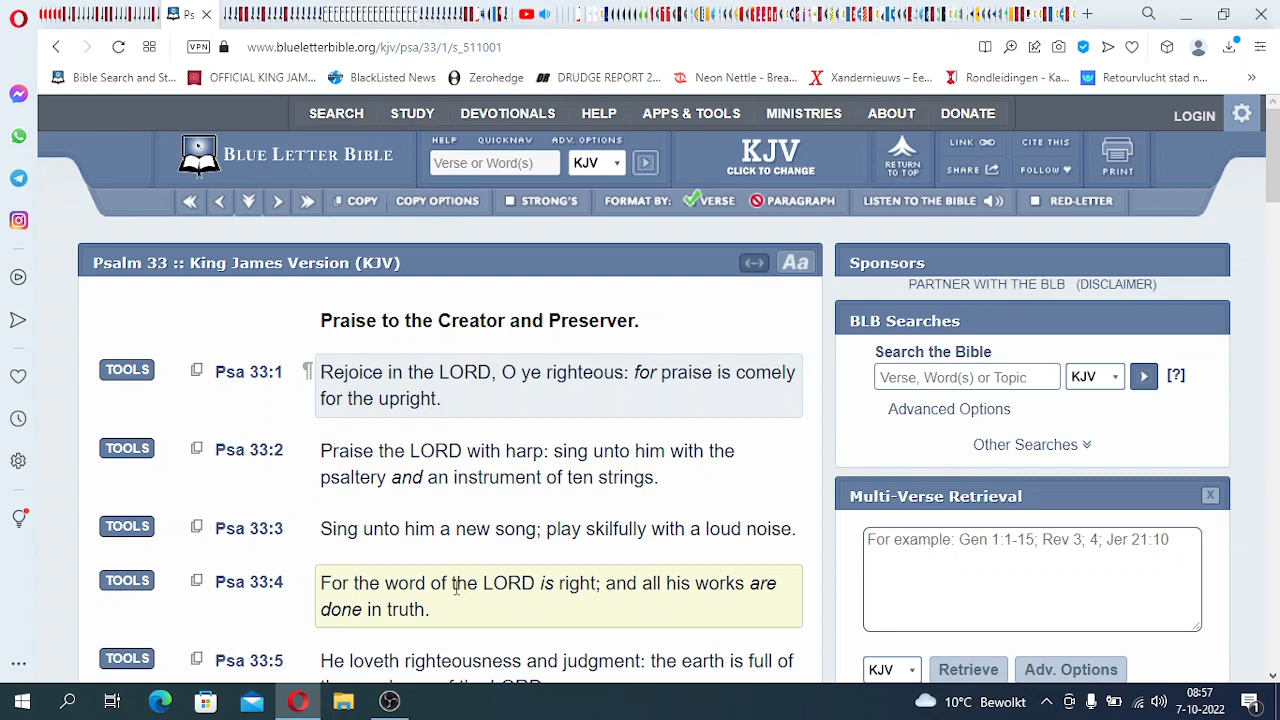 Ps
www.blueletterbible.org/kjv/psa/33/1/s_511001
VPN
Bible Search and St...
OFFICIAL KING JAM...
BlackListed News
Zerohedge
DRUDGE REPORT 2...
Neon Nettle - Brea...
Xandernieuws – Ee...
Rondleidingen - Ka...
Retourvlucht stad n...
SEARCH
STUDY
DEVOTIONALS
HELP
APPS & TOOLS
MINISTRIES
ABOUT
DONATE
LOGIN
BLUE LETTER BIBLE
HELP
QUICKNAV
ADV. OPTIONS
Verse or Word(s)
KJV
KJV
CLICK TO CHANGE
RETURN
TO TOP
LINK
CITE THIS
SHARE
FOLLOW
PRINT
COPY
COPY OPTIONS
STRONG'S
FORMAT BY:
VERSE
PARAGRAPH
LISTEN TO THE BIBLE
RED-LETTER
Psalm 33 :: King James Version (KJV)
Aa
Praise to the Creator and Preserver.
TOOLS
Psa 33:1
¶
Rejoice in the LORD, O ye righteous: for praise is comely
for the upright.
TOOLS
Psa 33:2
Praise the LORD with harp: sing unto him with the
psaltery and an instrument of ten strings.
TOOLS
Psa 33:3
Sing unto him a new song; play skilfully with a loud noise.
TOOLS
Psa 33:4
For the word of the LORD is right; and all his works are
done in truth.
TOOLS
Psa 33:5
He loveth righteousness and judgment: the earth is full of
Sponsors
PARTNER WITH THE BLB (DISCLAIMER)
BLB Searches
Search the Bible
Verse, Word(s) or Topic
KJV
[?]
Advanced Options
Other Searches
Multi-Verse Retrieval
X
For example: Gen 1:1-15; Rev 3; 4; Jer 21:10
KJV
Retrieve
Adv. Options
10°C Bewolkt
08:57
7-10-2022
1